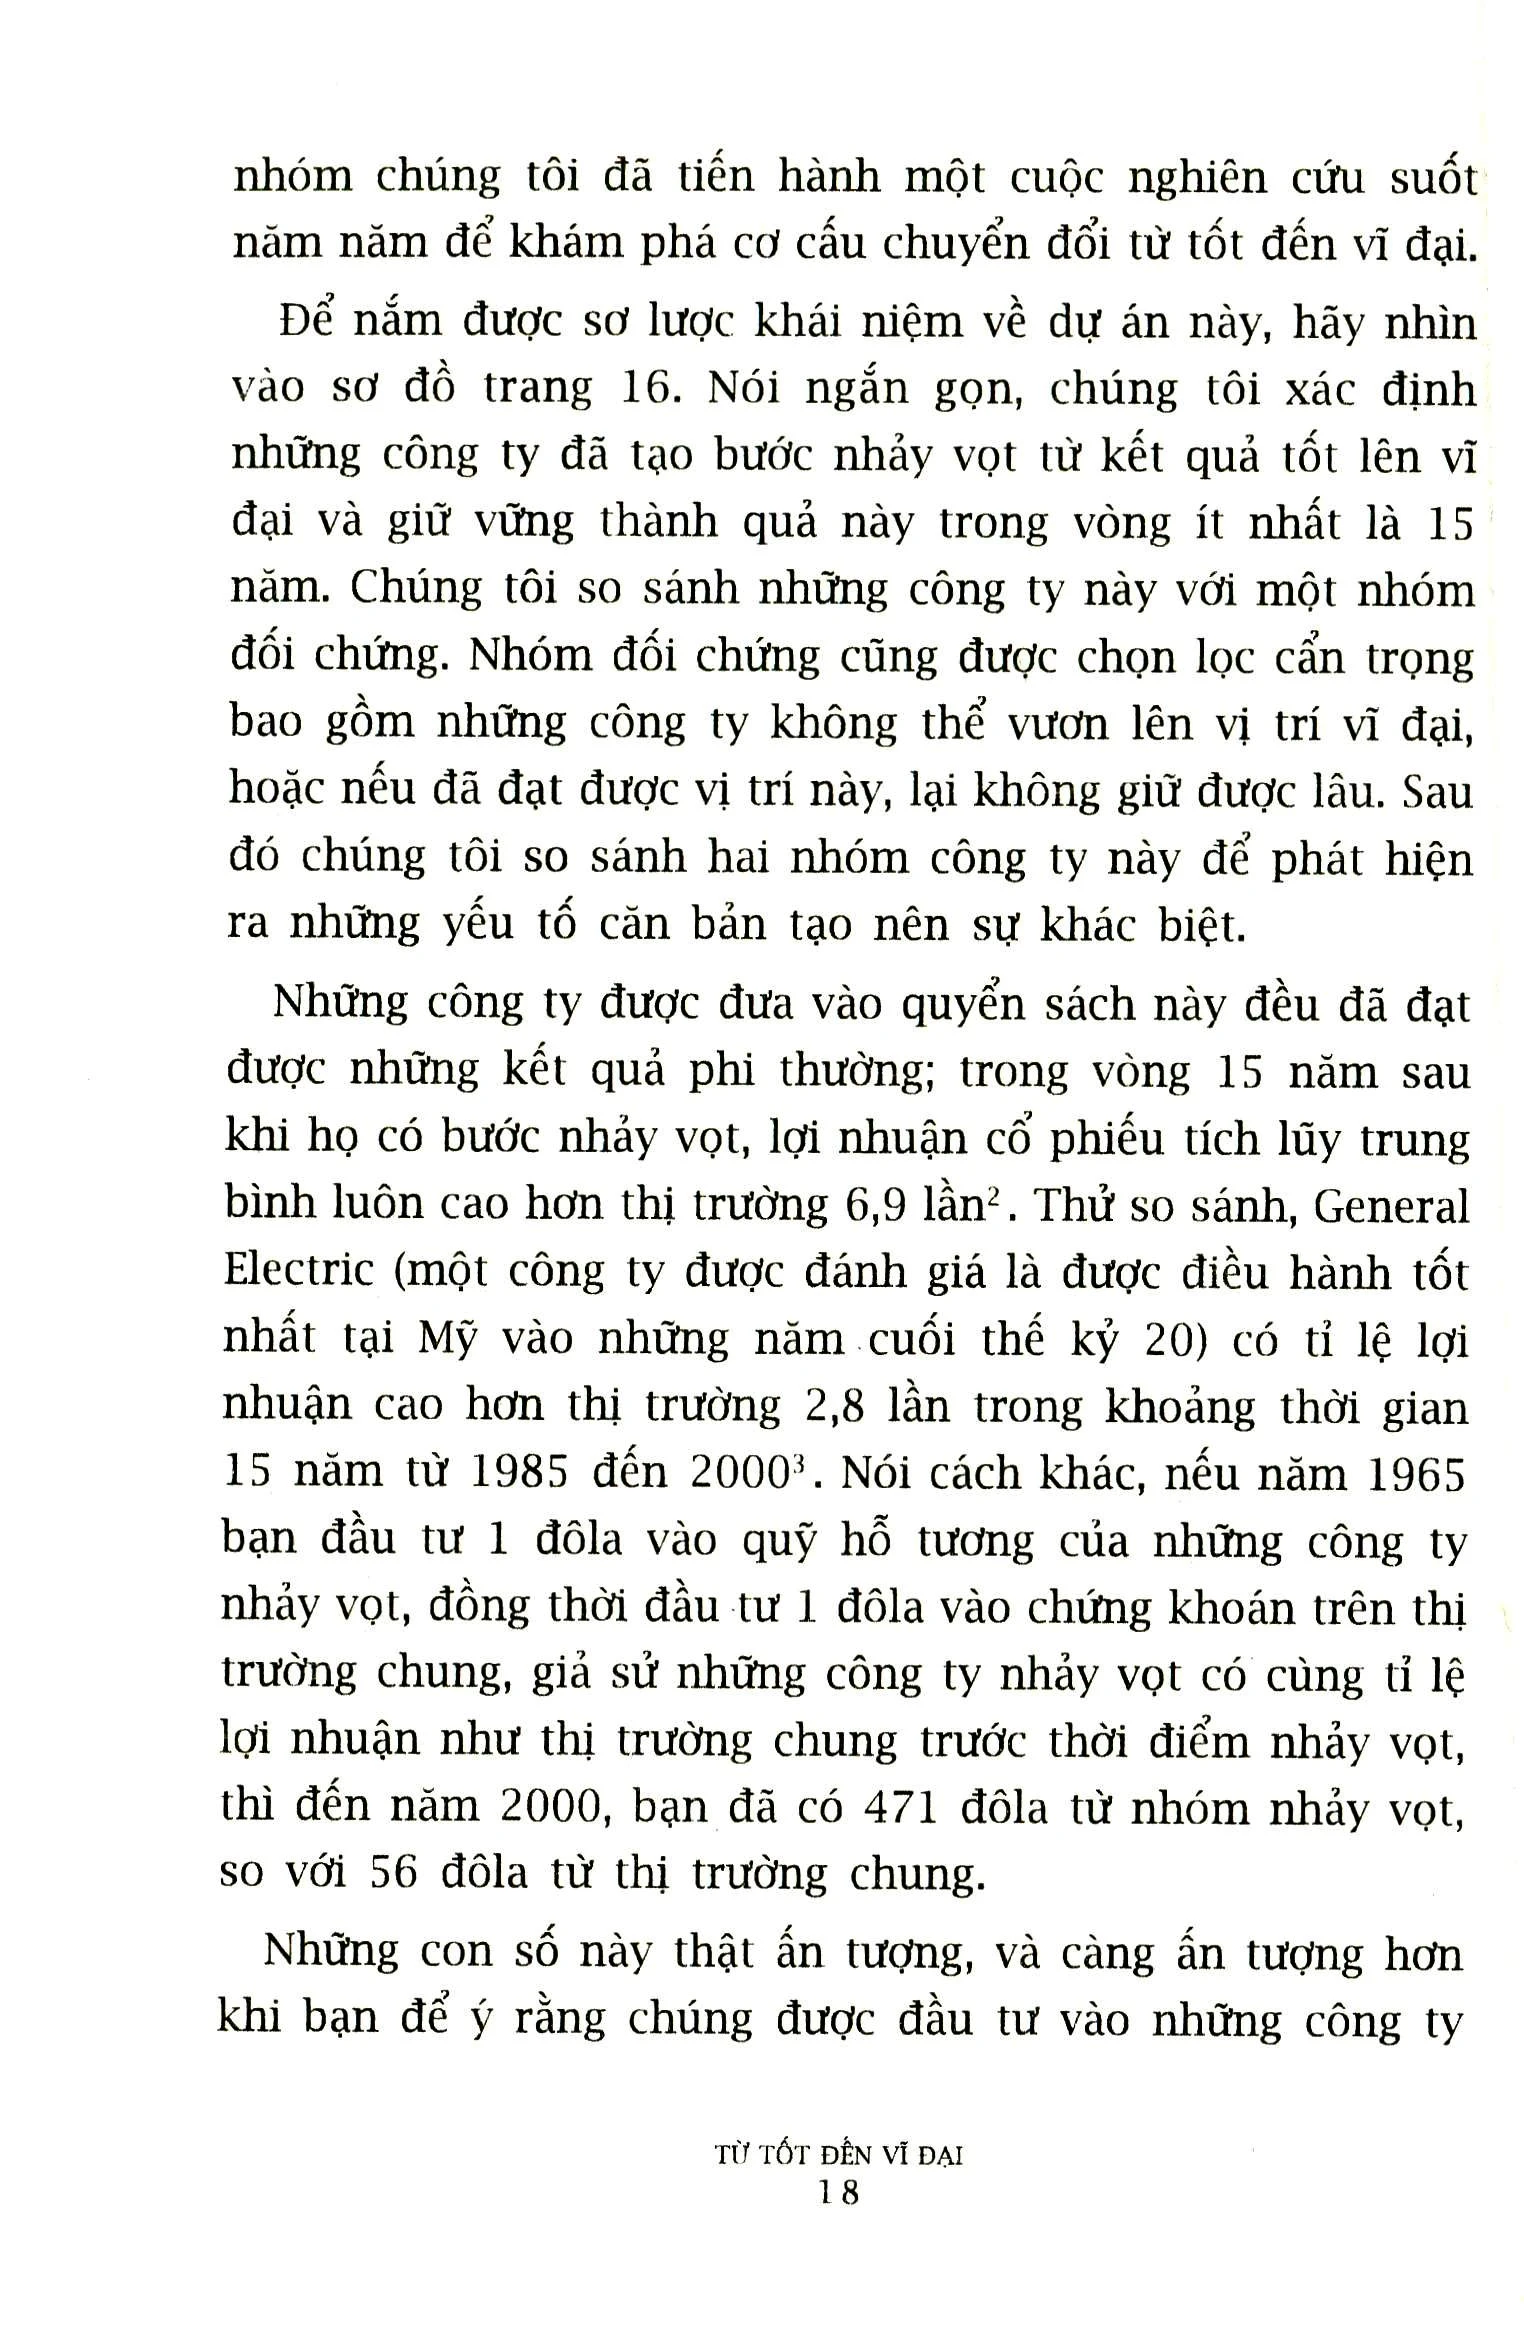 nhóm chúng tôi đã tiến hành một cuộc nghiên cứu suốt
năm năm để khám phá cơ cấu chuyển đổi từ tốt đến vĩ đại.
Để nắm được sơ lược khái niệm về dự án này, hãy nhìn
vào sơ đồ trang 16. Nói ngắn gọn, chúng tôi xác định
những công ty đã tạo bước nhảy vọt từ kết quả tốt lên vĩ
đại và giữ vững thành quả này trong vòng ít nhất là 15
năm. Chúng tôi so sánh những công ty này với một nhóm
đối chứng. Nhóm đối chứng cũng được chọn lọc cẩn trọng
bao gồm những công ty không thể vươn lên vị trí vĩ đại,
hoặc nếu đã đạt được vị trí này, lại không giữ được lâu. Sau
đó chúng tôi so sánh hai nhóm công ty này để phát hiện
ra những yếu tố căn bản tạo nên sự khác biệt.
Những công ty được đưa vào quyển sách này đều đã đạt
được những kết quả phi thường; trong vòng 15 năm sau
khi họ có bước nhảy vọt, lợi nhuận cổ phiếu tích lũy trung
bình luôn cao hơn thị trường 6,9 lần². Thử so sánh, General
Electric (một công ty được đánh giá là được điều hành tốt
nhất tại Mỹ vào những năm cuối thế kỷ 20) có tỉ lệ lợi
nhuận cao hơn thị trường 2,8 lần trong khoảng thời gian
15 năm từ 1985 đến 2000³. Nói cách khác, nếu năm 1965
bạn đầu tư 1 đôla vào quỹ hỗ tương của những công ty
nhảy vọt, đồng thời đầu tư 1 đôla vào chứng khoán trên thị
trường chung, giả sử những công ty nhảy vọt có cùng tỉ lệ
lợi nhuận như thị trường chung trước thời điểm nhảy vọt,
thì đến năm 2000, bạn đã có 471 đôla từ nhóm nhảy vọt,
so với 56 đôla từ thị trường chung.
Những con số này thật ấn tượng, và càng ấn tượng hơn
khi bạn để ý rằng chúng được đầu tư vào những công ty
TỪ TỐT ĐẾN VĨ ĐẠI
18